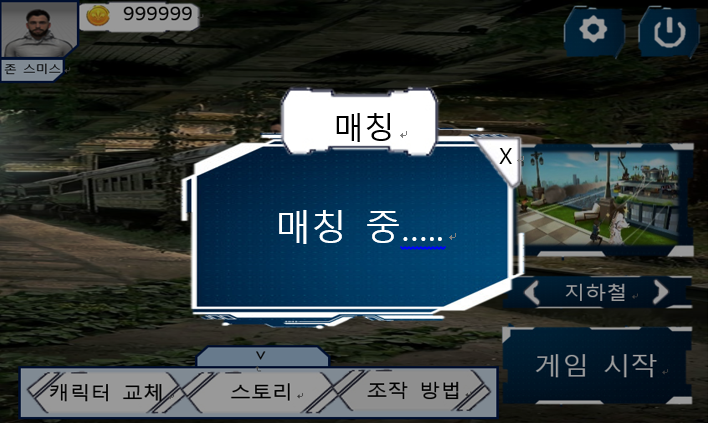 999999
존 스미스
매칭
X
매칭 중.....
지하철
게임 시작
v
캐릭터 교체
스토리
조작 방법